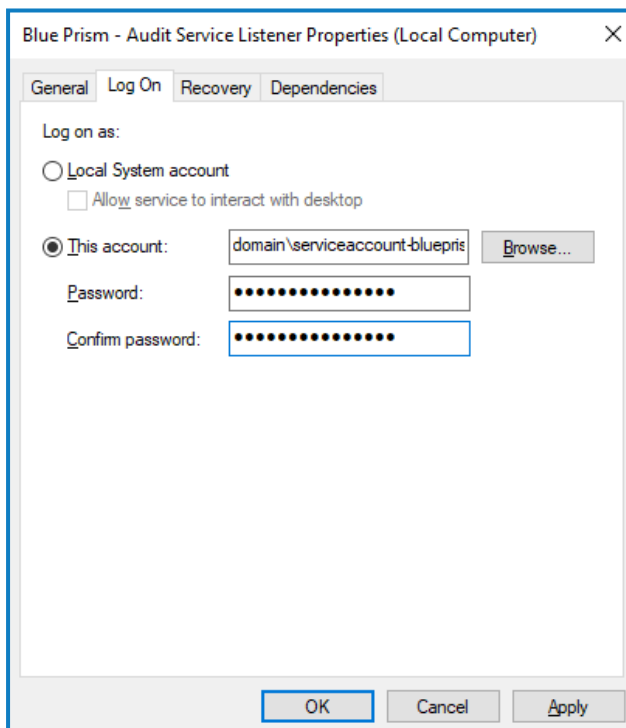 Blue Prism - Audit Service Listener Properties (Local Computer)
General Log On Recovery Dependencies
Log on as:
Local System account
Allow service to interact with desktop
This account: domain\serviceaccount-bluepris Browse...
Password: ●●●●●●●●●●●●●●●
Confirm password: ●●●●●●●●●●●●●●●
OK Cancel Apply